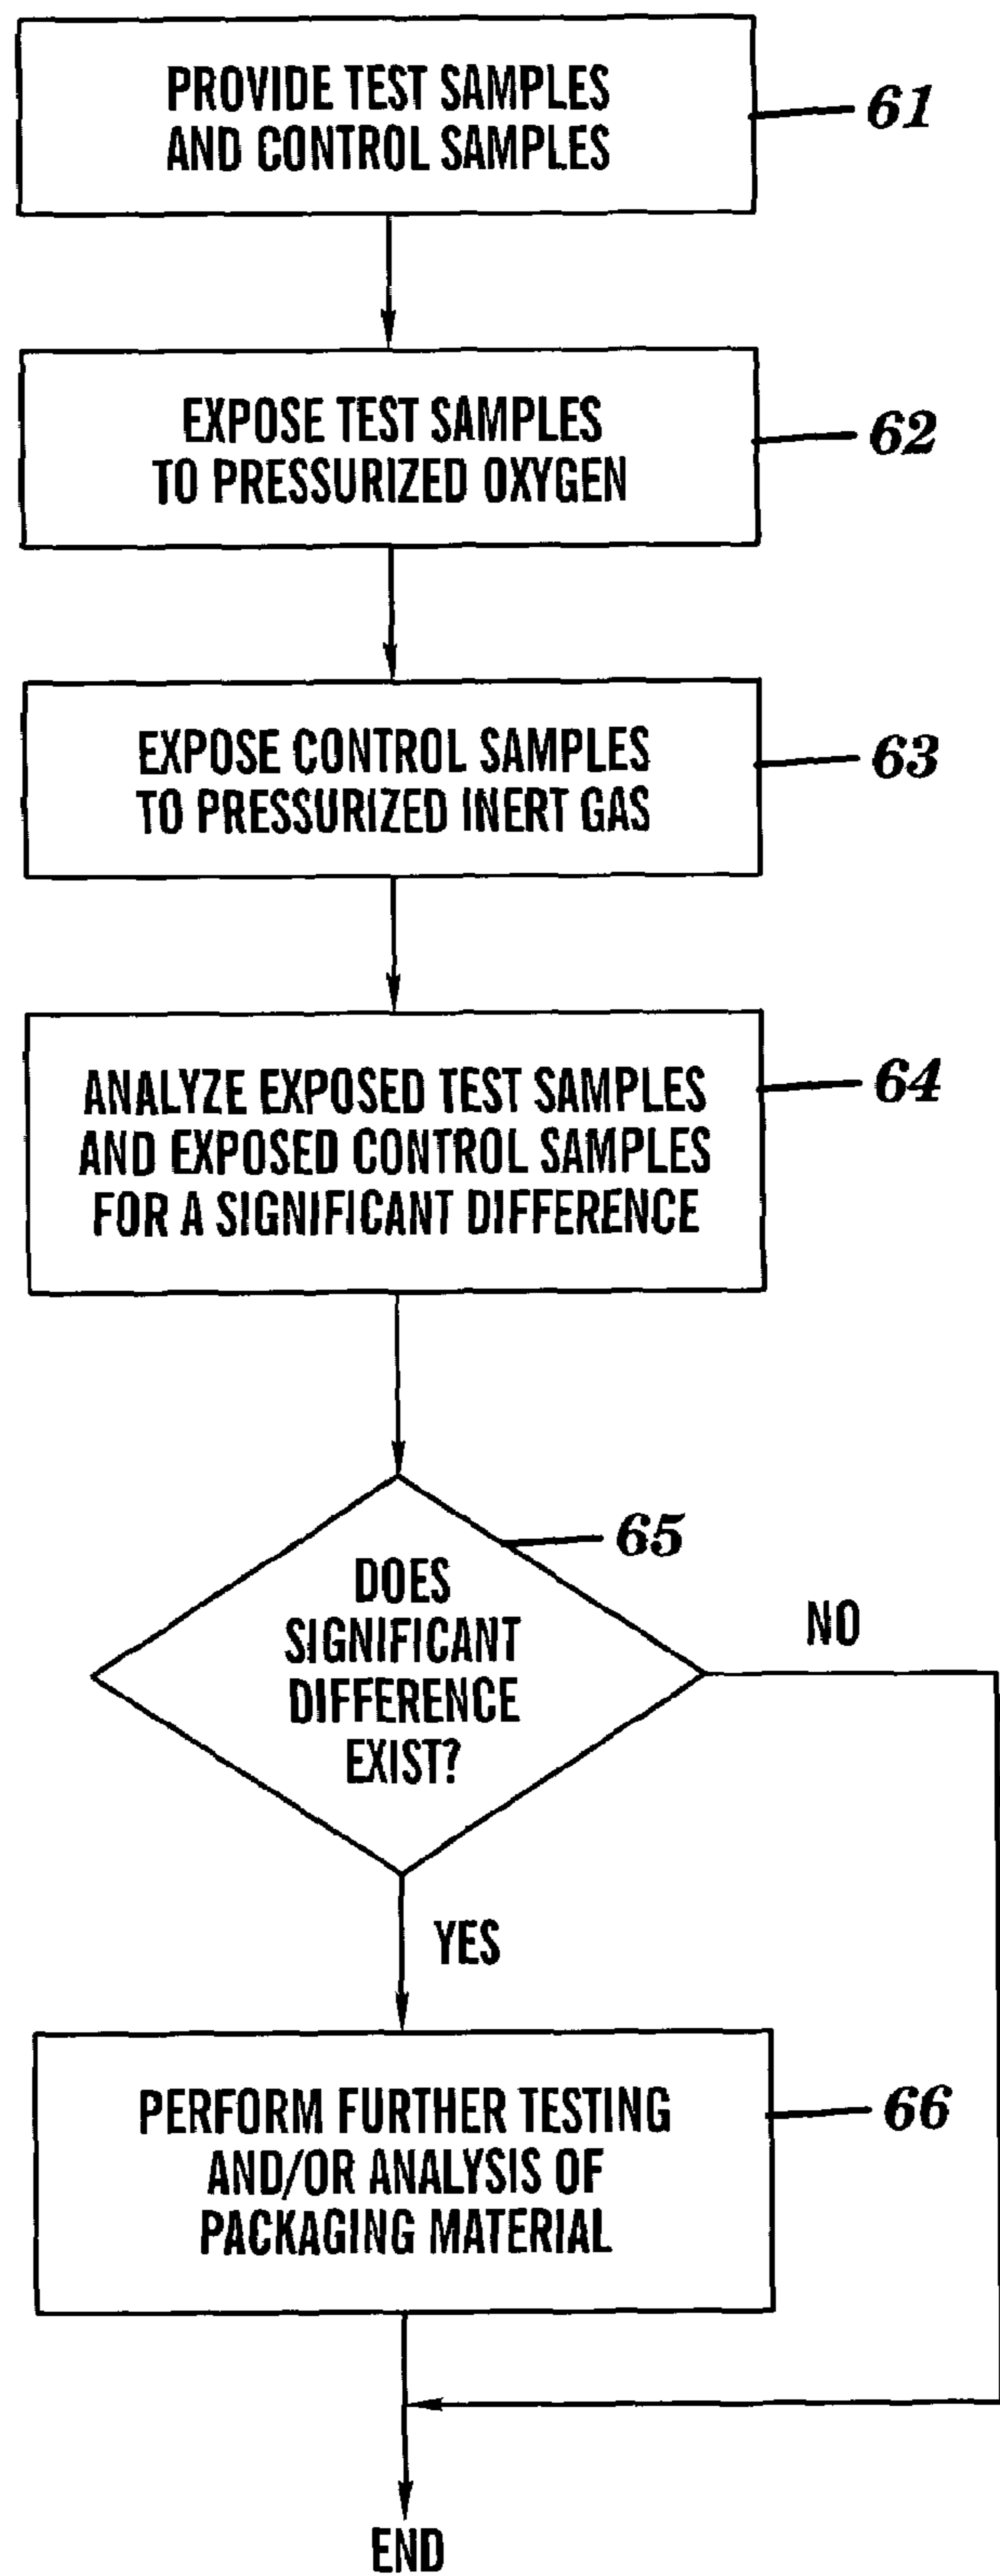 PROVIDE TEST SAMPLES
AND CONTROL SAMPLES
61
EXPOSE TEST SAMPLES
TO PRESSURIZED OXYGEN
62
EXPOSE CONTROL SAMPLES
TO PRESSURIZED INERT GAS
63
ANALYZE EXPOSED TEST SAMPLES
AND EXPOSED CONTROL SAMPLES
FOR A SIGNIFICANT DIFFERENCE
64
65
DOES
SIGNIFICANT
DIFFERENCE
EXIST?
NO
YES
PERFORM FURTHER TESTING
AND/OR ANALYSIS OF
PACKAGING MATERIAL
66
END